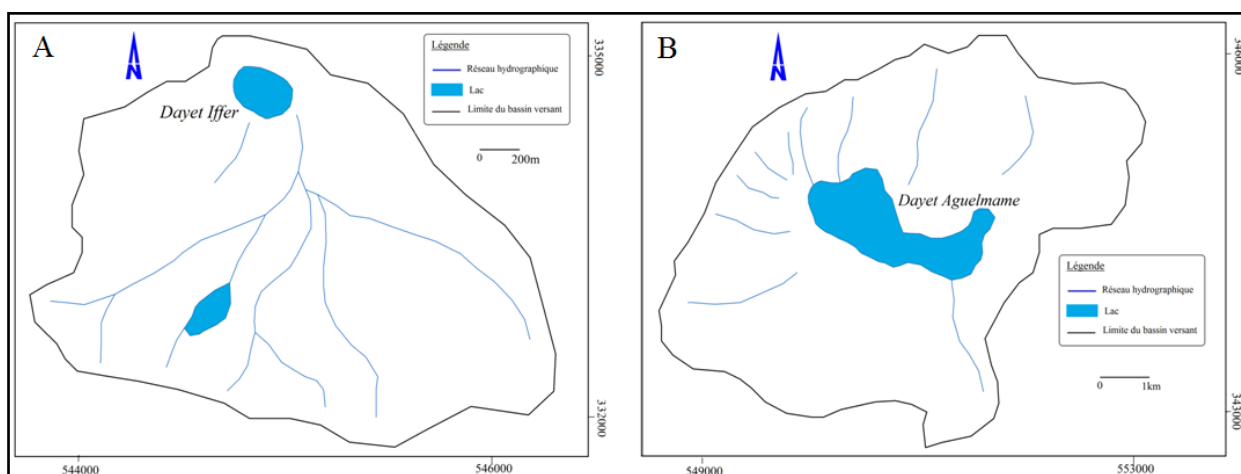 A
N
Légende
Réseau hydrographique
Lac
Limite du bassin versant
0 200m
Dayet Iffer
335000
332000
544000 546000
B
N
Dayet Aguelmame
Légende
Réseau hydrographique
Lac
Limite du bassin versant
0 1km
343000
549000 553000